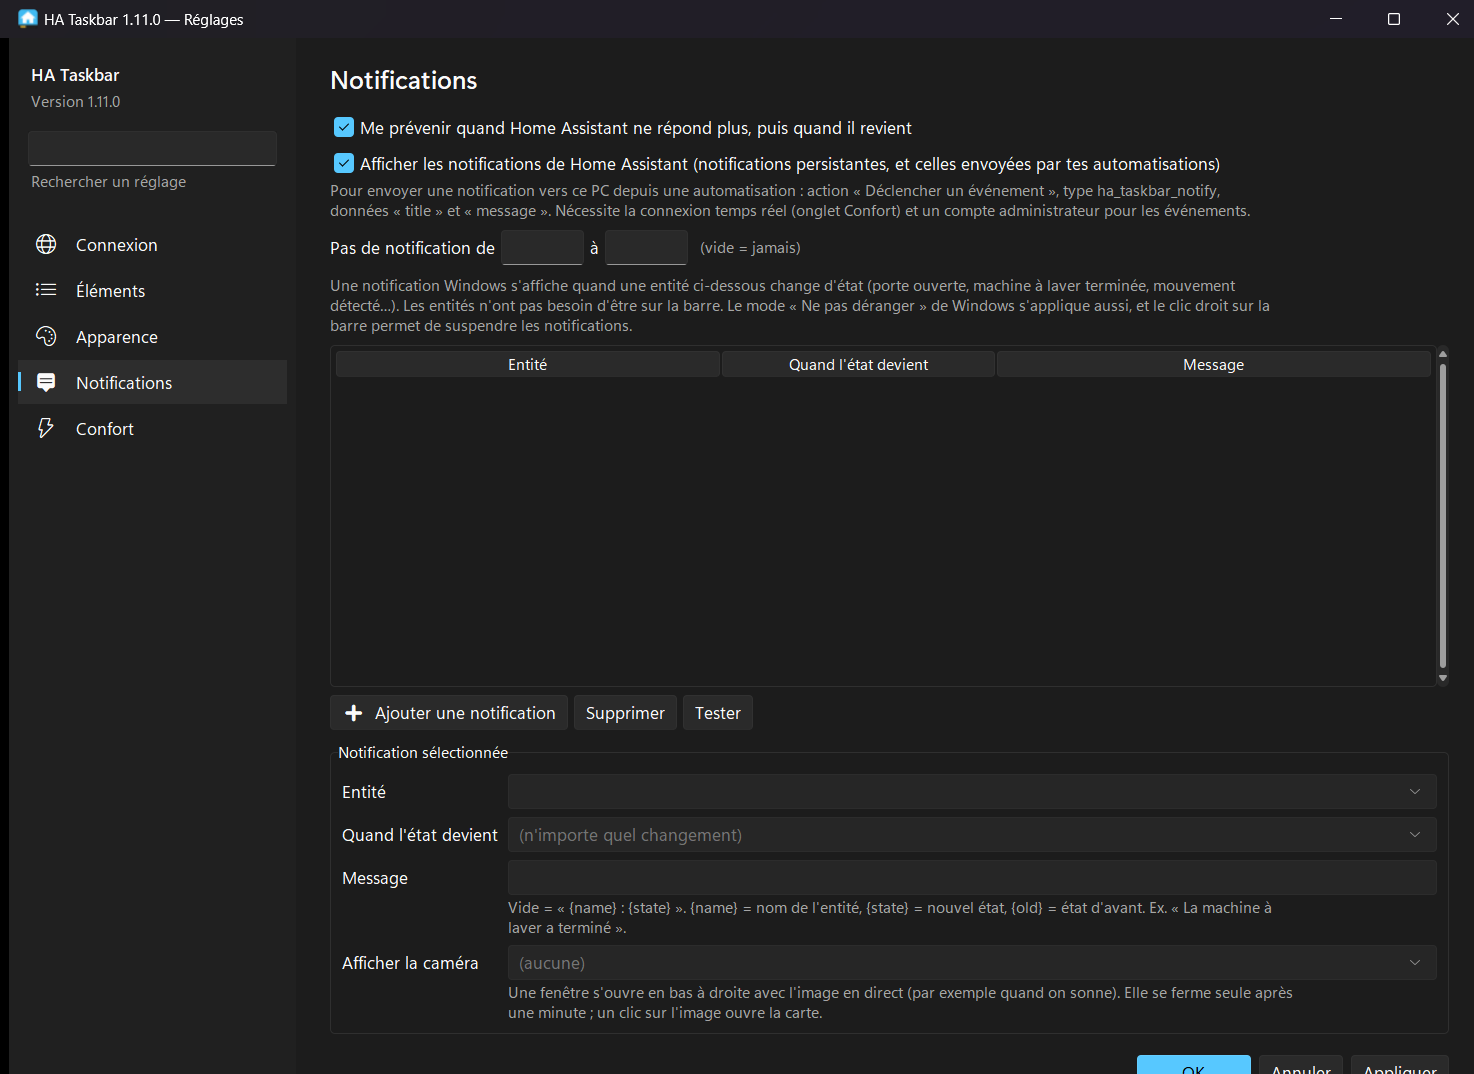 HA Taskbar 1.11.0 — Réglages
HA Taskbar
Version 1.11.0
Rechercher un réglage
Connexion
Éléments
Apparence
Notifications
Confort
Notifications
Me prévenir quand Home Assistant ne répond plus, puis quand il revient
Afficher les notifications de Home Assistant (notifications persistantes, et celles envoyées par tes automatisations)
Pour envoyer une notification vers ce PC depuis une automatisation : action « Déclencher un événement », type ha_taskbar_notify,
données « title » et « message ». Nécessite la connexion temps réel (onglet Confort) et un compte administrateur pour les événements.
Pas de notification de à (vide = jamais)
Une notification Windows s'affiche quand une entité ci-dessous change d'état (porte ouverte, machine à laver terminée, mouvement
détecté...). Les entités n'ont pas besoin d'être sur la barre. Le mode « Ne pas déranger » de Windows s'applique aussi, et le clic droit sur la
barre permet de suspendre les notifications.
Entité Quand l'état devient Message
Ajouter une notification Supprimer Tester
Notification sélectionnée
Entité
Quand l'état devient (n'importe quel changement)
Message
Vide = « {name} : {state} ». {name} = nom de l'entité, {state} = nouvel état, {old} = état d'avant. Ex. « La machine à
laver a terminé ».
Afficher la caméra (aucune)
Une fenêtre s'ouvre en bas à droite avec l'image en direct (par exemple quand on sonne). Elle se ferme seule après
une minute ; un clic sur l'image ouvre la carte.
OK Annuler Appliquer